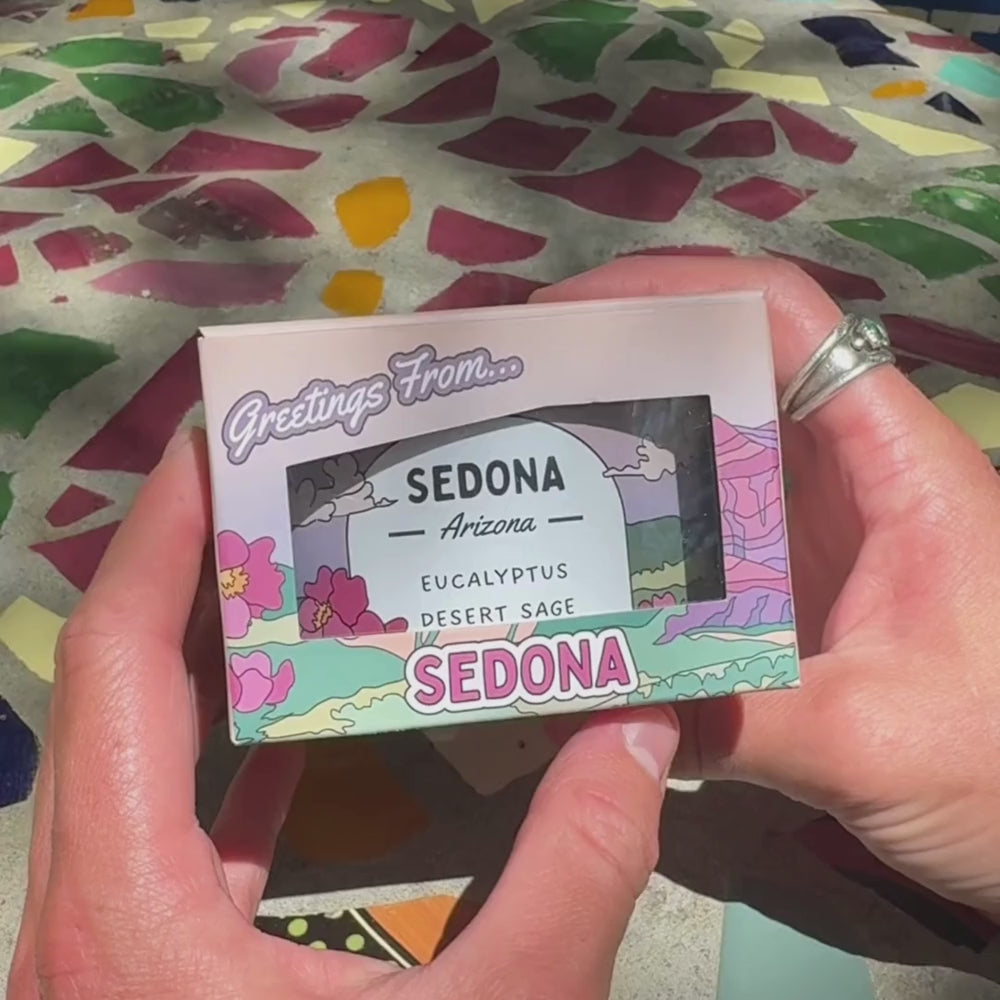 Greetings From...
SEDONA
— Arizona —
EUCALYPTUS
DESERT SAGE
SEDONA